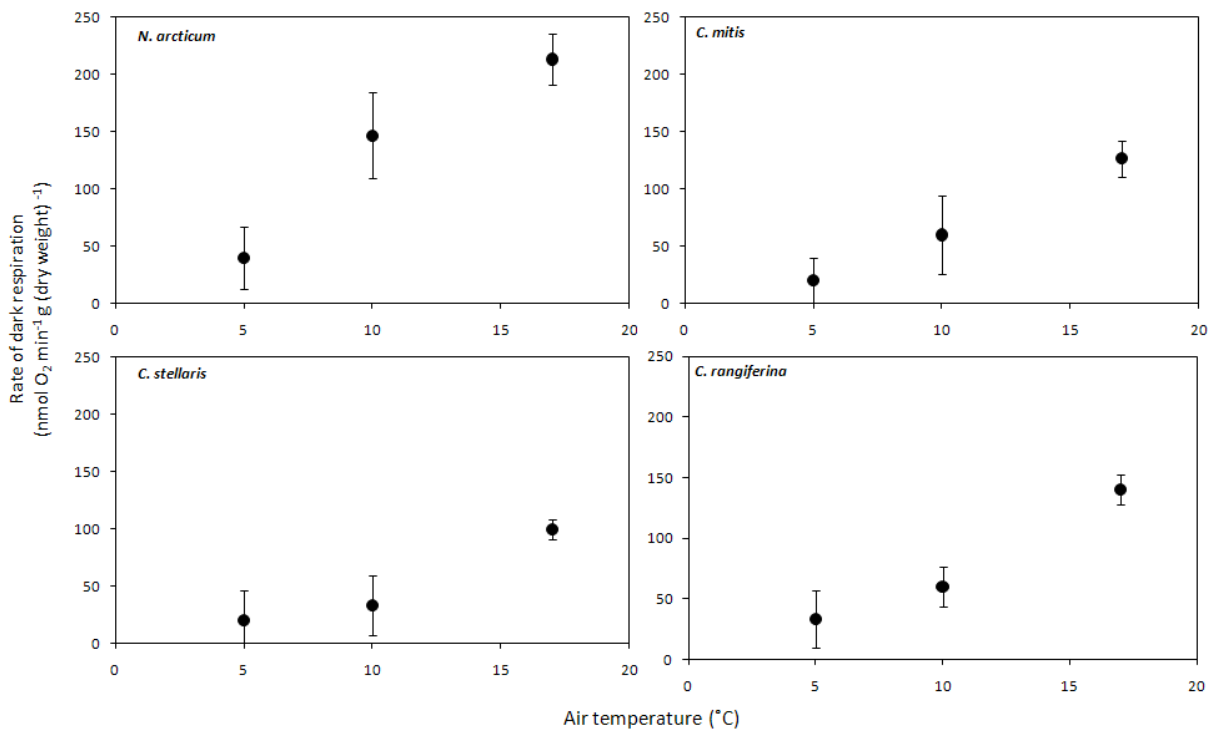 N. arcticum
250
200
150
100
50
0
0 5 10 15 20
C. mitis
250
200
150
100
50
0
0 5 10 15 20
C. stellaris
250
200
150
100
50
0
0 5 10 15 20
C. rangiferina
250
200
150
100
50
0
0 5 10 15 20
Rate of dark respiration
(nmol O₂ min⁻¹ g (dry weight) ⁻¹)
Air temperature (˚C)